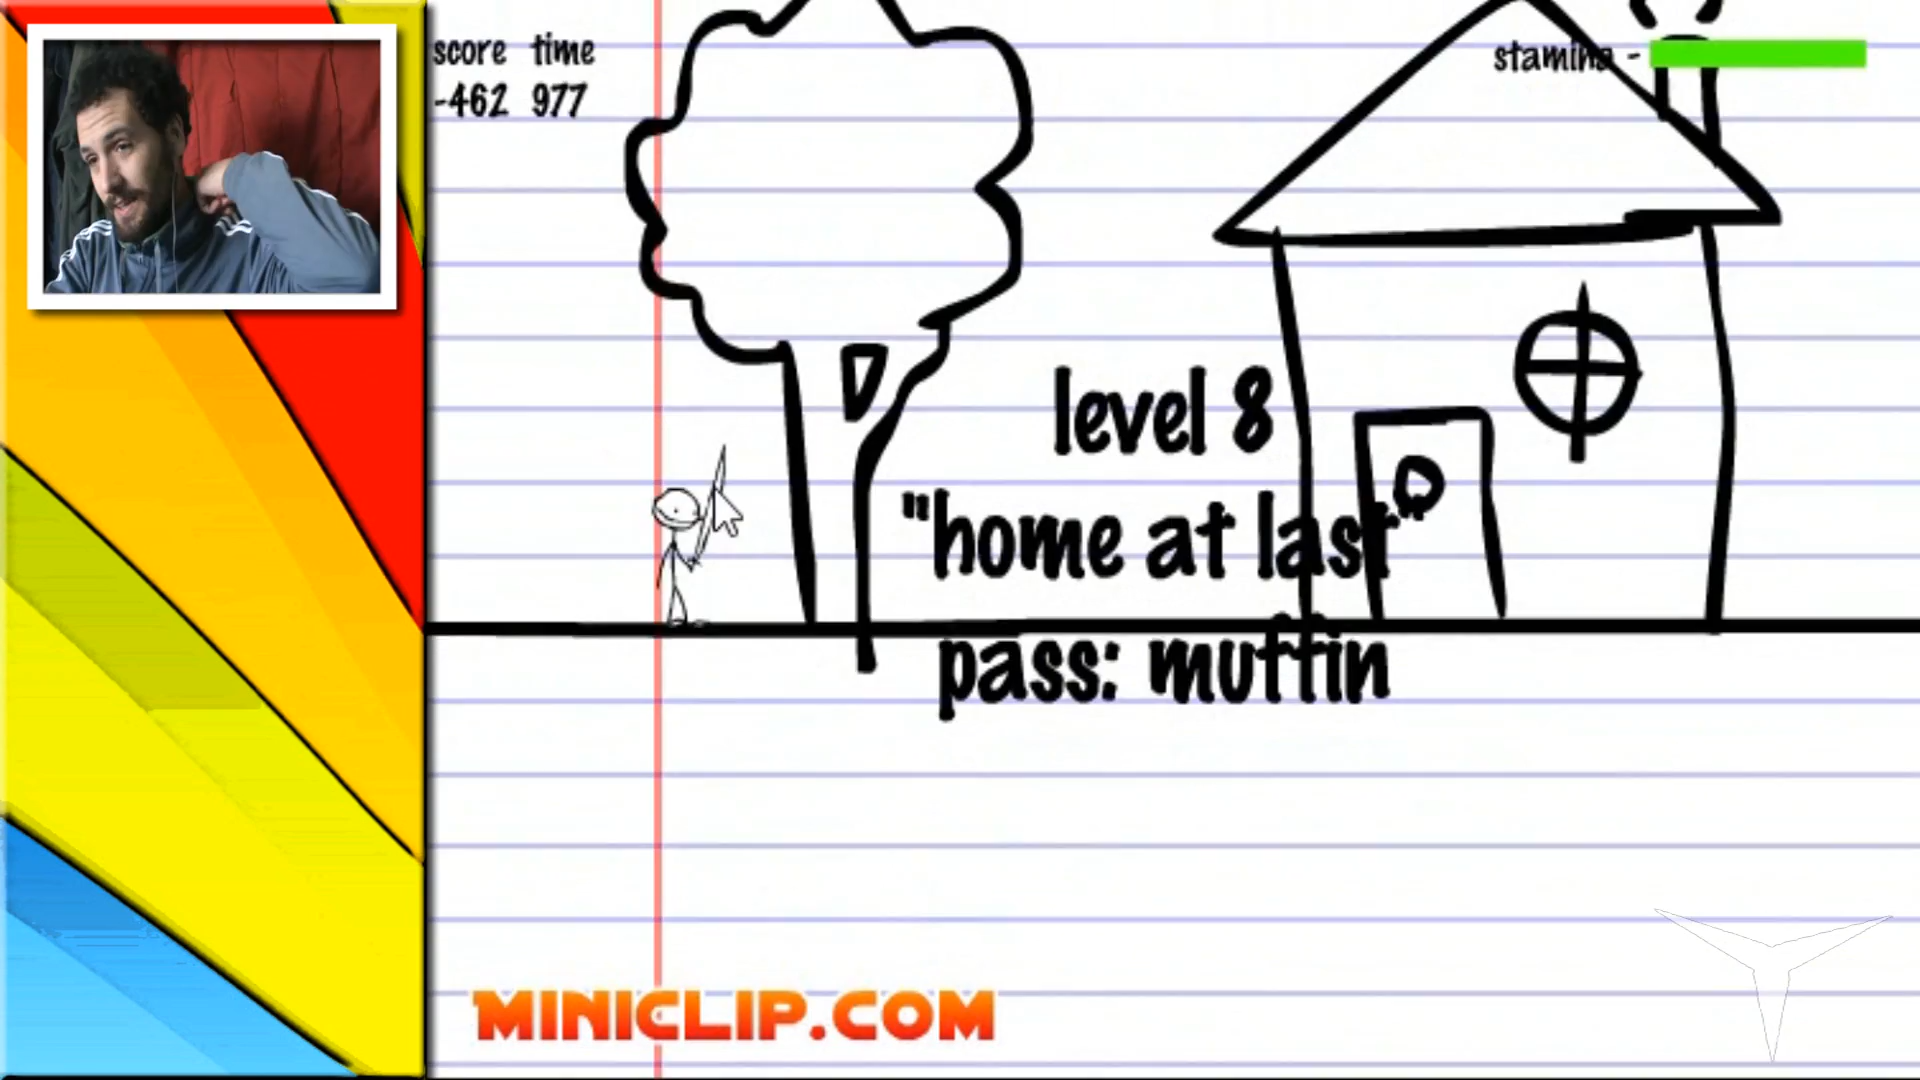 score time
-462 977
stamina -
level 8
"home at last"
pass: muffin
MINICLIP.COM